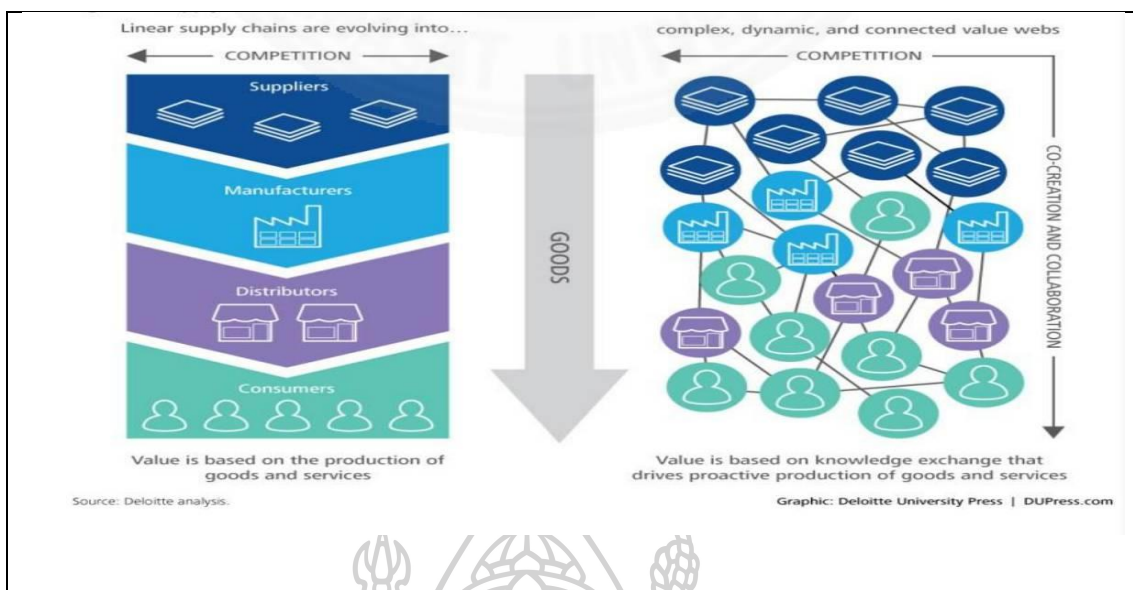 Linear supply chains are evolving into…
COMPETITION
Suppliers
Manufacturers
Distributors
Consumers
Value is based on the production of
goods and services
GOODS
complex, dynamic, and connected value webs
COMPETITION
CO-CREATION AND COLLABORATION
Value is based on knowledge exchange that
drives proactive production of goods and services
Source: Deloitte analysis.
Graphic: Deloitte University Press | DUPress.com